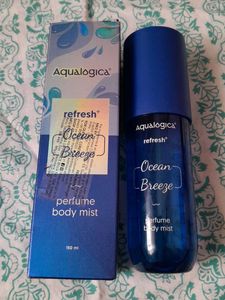 Aqualogica®
refresh+
Ocean
Breeze
perfume
body mist
150 ml
Aqualogica®
refresh+
Ocean
Breeze
perfume
body mist